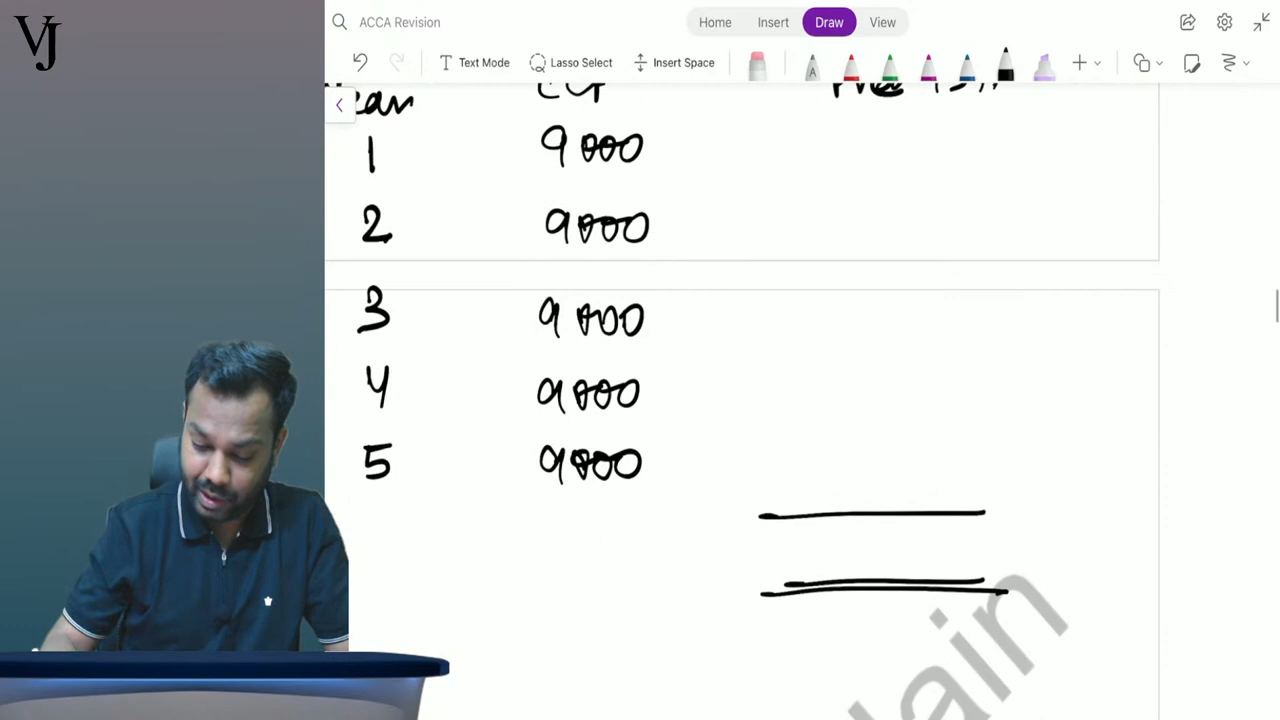 VJ
ACCA Revision
Home Insert Draw View
Text Mode Lasso Select Insert Space
1 9000
2 9000
3 9000
4 9000
5 9000